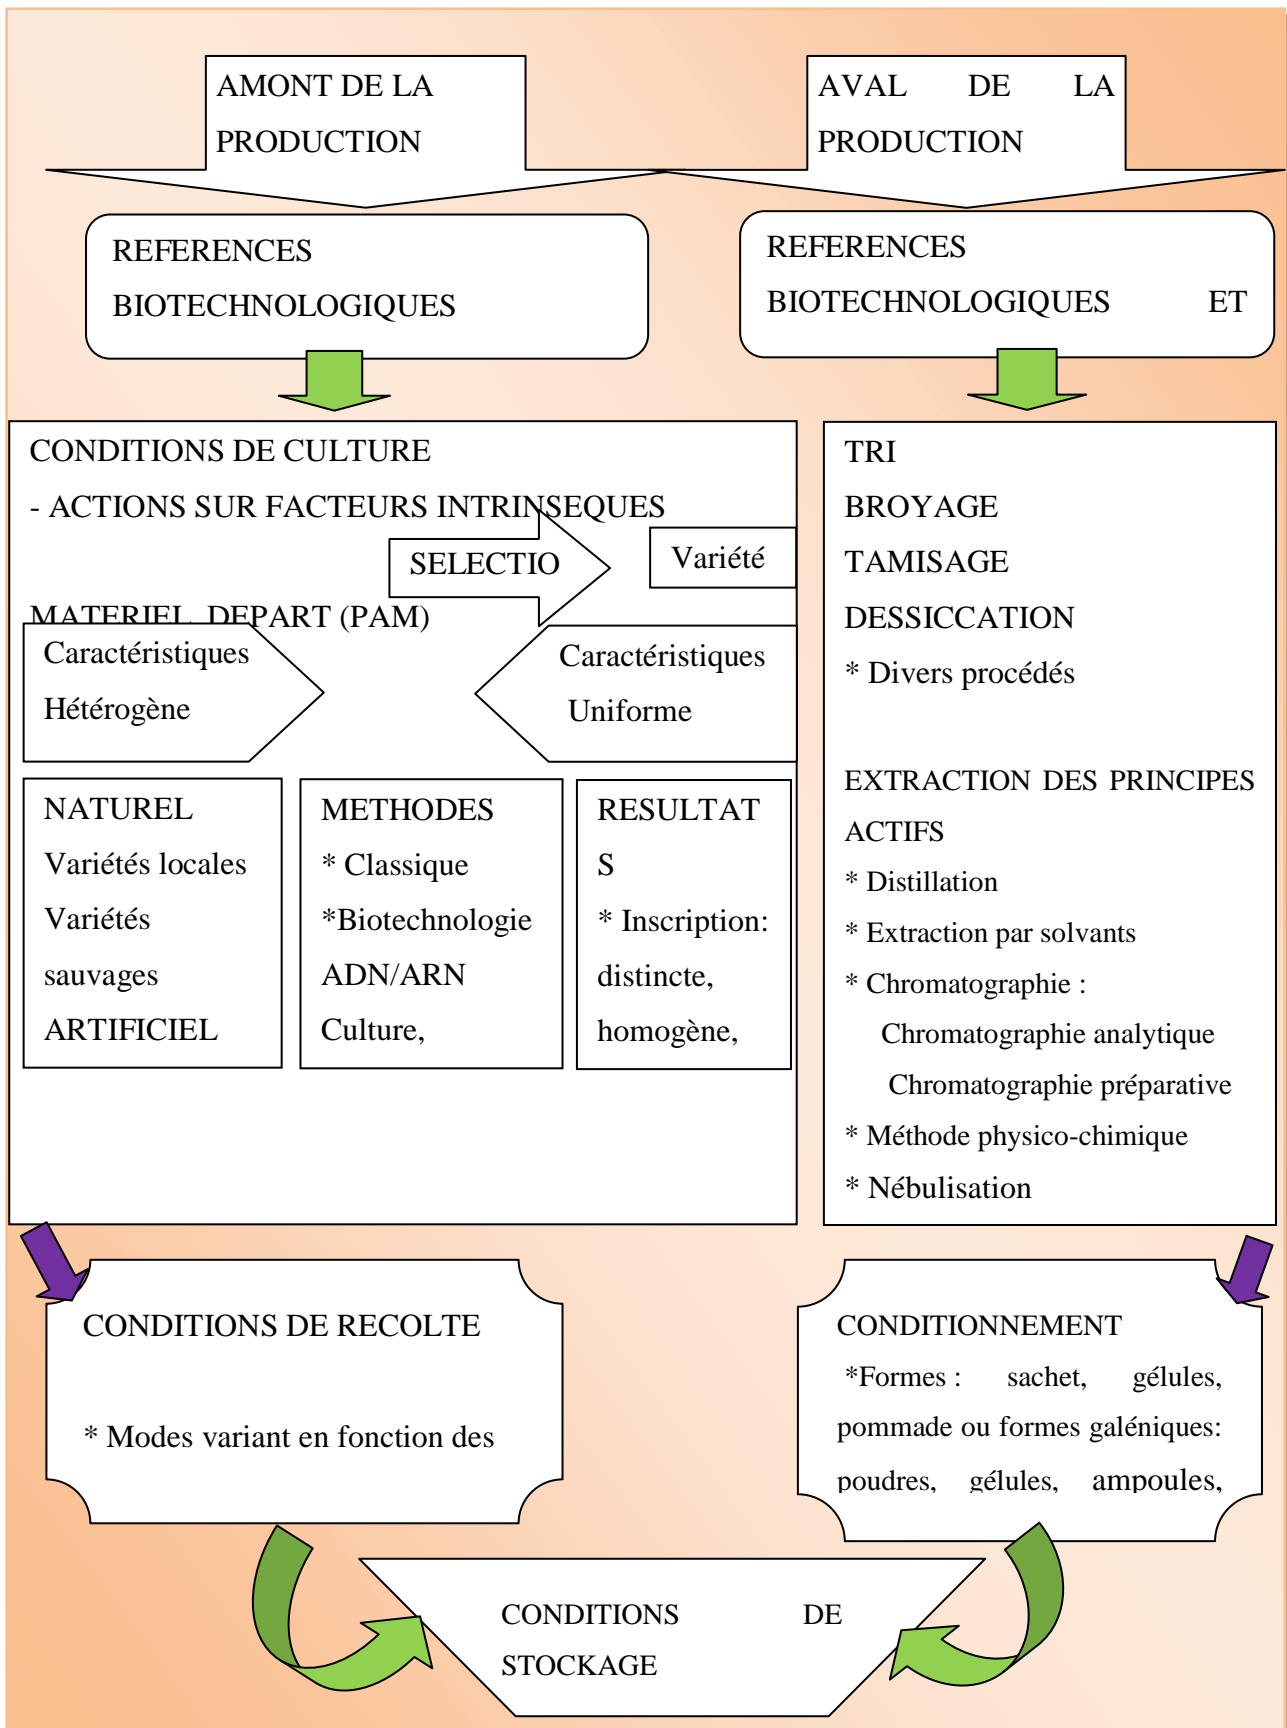 AMONT DE LA
PRODUCTION
AVAL DE LA
PRODUCTION
REFERENCES
BIOTECHNOLOGIQUES
REFERENCES
BIOTECHNOLOGIQUES ET
CONDITIONS DE CULTURE
- ACTIONS SUR FACTEURS INTRINSEQUES
SELECTIO
Variété
MATERIEL DEPART (PAM)
Caractéristiques
Hétérogène
Caractéristiques
Uniforme
NATUREL
Variétés locales
Variétés
sauvages
ARTIFICIEL
METHODES
* Classique
*Biotechnologie
ADN/ARN
Culture,
RESULTAT
S
* Inscription:
distincte,
homogène,
TRI
BROYAGE
TAMISAGE
DESSICCATION
* Divers procédés
EXTRACTION DES PRINCIPES
ACTIFS
* Distillation
* Extraction par solvants
* Chromatographie :
Chromatographie analytique
Chromatographie préparative
* Méthode physico-chimique
* Nébulisation
CONDITIONS DE RECOLTE
* Modes variant en fonction des
CONDITIONNEMENT
*Formes : sachet, gélules,
pommade ou formes galéniques:
poudres, gélules, ampoules,
CONDITIONS DE
STOCKAGE